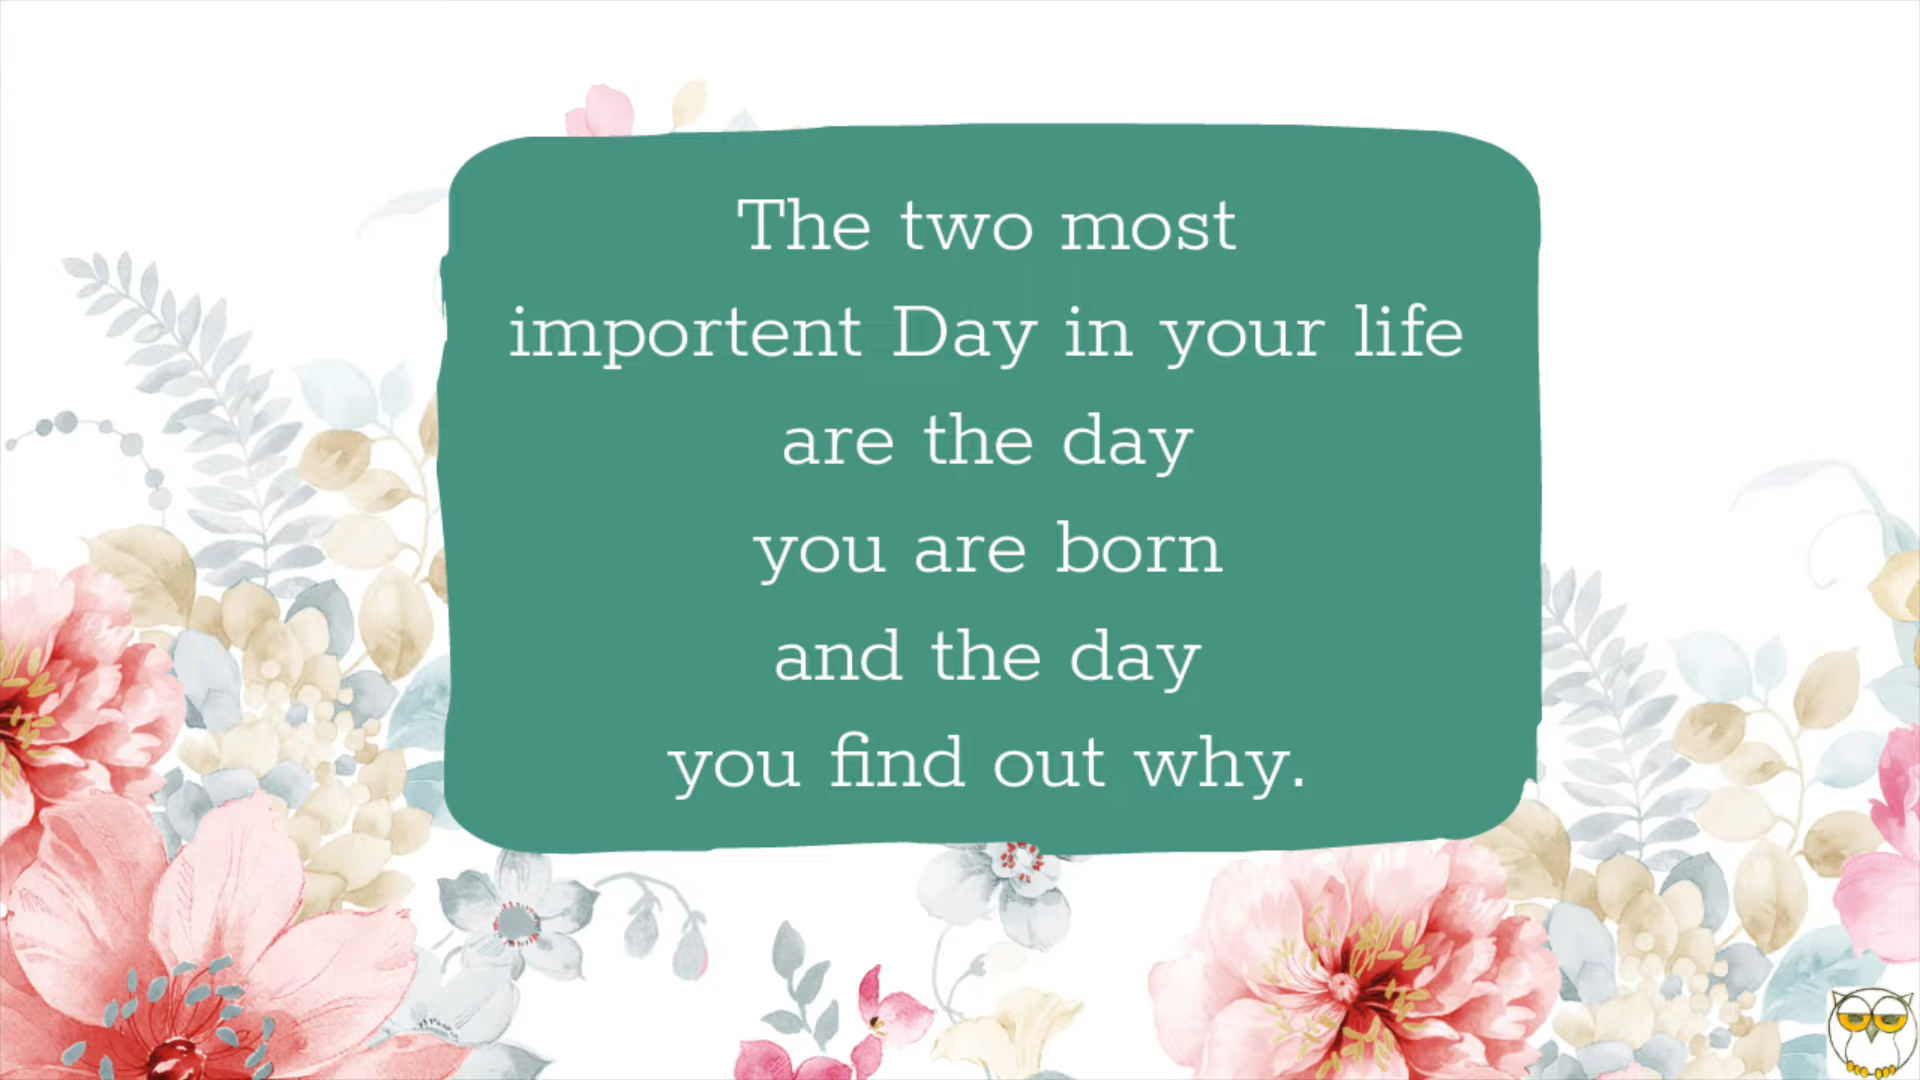 The two most
importent Day in your life
are the day
you are born
and the day
you find out why.